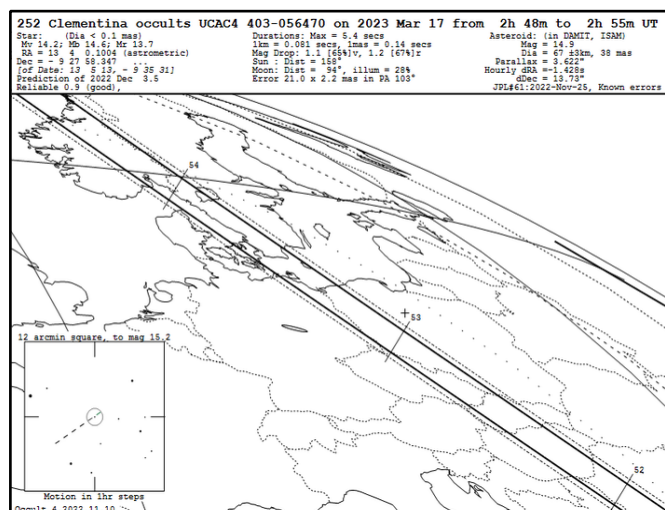 252 Clementina occults UCAC4 403-056470 on 2023 Mar 17 from 2h 48m to 2h 55m UT
Star: (Dia < 0.1 mas)
Mv 14.2; Mb 14.6; Mr 13.7
RA = 13 4 0.1004 (astrometric)
Dec = - 9 27 58.347 ...
[of Date: 13 5 13, - 9 35 31]
Prediction of 2022 Dec 3.5
Reliable 0.9 (good),
Durations: Max = 5.4 secs
1km = 0.081 secs, 1mas = 0.14 secs
Mag Drop: 1.1 [65%]v, 1.2 [67%]r
Sun : Dist = 158°
Moon: Dist = 94°, illum = 28%
Error 21.0 x 2.2 mas in PA 103°
Asteroid: (in DAMIT, ISAM)
Mag = 14.9
Dia = 67 ±3km, 38 mas
Parallax = 3.622"
Hourly dRA =-1.428s
dDec =-13.73"
JPL#61:2022-Nov-25, Known errors
54
53
52
12 arcmin square, to mag 15.2
Motion in 1hr steps
Occult 4.2022.11.10